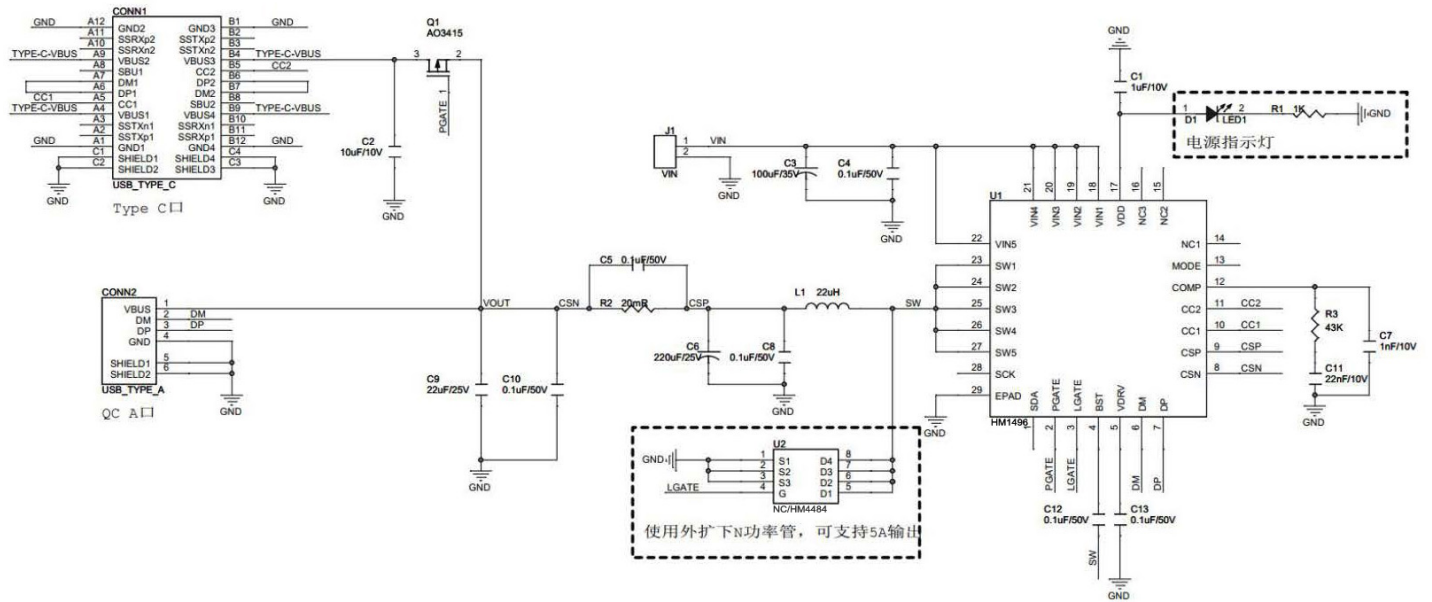 CONN1
GND A12 GND2 GND3 B1 GND
A11 SSRXp2 SSTXp2 B2
A10 SSRXn2 SSTXn2 B3
TYPE-C-VBUS A9 VBUS2 VBUS3 B4 TYPE-C-VBUS
A8 SBU1 CC2 B5 CC2
A7 DM1 DP2 B6
A6 DP1 DM2 B7
CC1 A5 CC1 SBU2 B8
TYPE-C-VBUS A4 VBUS1 VBUS4 B9 TYPE-C-VBUS
A3 SSTXn1 SSRXn1 B10
A2 SSTXp1 SSRXp1 B11
GND A1 GND1 GND4 B12 GND
C1 SHIELD1 SHIELD4 C4
C2 SHIELD2 SHIELD3 C3
USB_TYPE_C
GND
GND
Type C口
Q1
AO3415
3
2
PGATE_1
C2
10uF/10V
GND
GND
C1
1uF/10V
1
2
D1
LED1
R1 1K
GND
电源指示灯
J1
1 VIN
2
VIN
GND
C3
100uF/35V
C4
0.1uF/50V
GND
U1
21 20 19 18 17 16 15
VIN4 VIN3 VIN2 VIN1 VDD NC3 NC2
22 VIN5
23 SW1
24 SW2
25 SW3
26 SW4
27 SW5
28 SCK
29 EPAD
NC1 14
MODE 13
COMP 12
CC2 11 CC2
CC1 10 CC1
CSP 9 CSP
CSN 8 CSN
SDA PGATE LGATE BST VDRV DM DP
HM1496
1 2 3 4 5 6 7
PGATE LGATE DM DP
GND
R3
43K
C7
1nF/10V
C11
22nF/10V
GND
C12
0.1uF/50V
C13
0.1uF/50V
SW
GND
C5 0.1uF/50V
VOUT
CSN
R2 20mR
CSP
L1 22uH
SW
C6
220uF/25V
C8
0.1uF/50V
GND
C9
22uF/25V
C10
0.1uF/50V
GND
CONN2
VBUS 1
DM 2 DM
DP 3 DP
GND 4
SHIELD1 5
SHIELD2 6
USB_TYPE_A
GND
QC A口
U2
GND 1 S1 D4 8
2 S2 D3 7
3 S3 D2 6
LGATE 4 G D1 5
NC/HM4484
使用外扩下N功率管，可支持5A输出